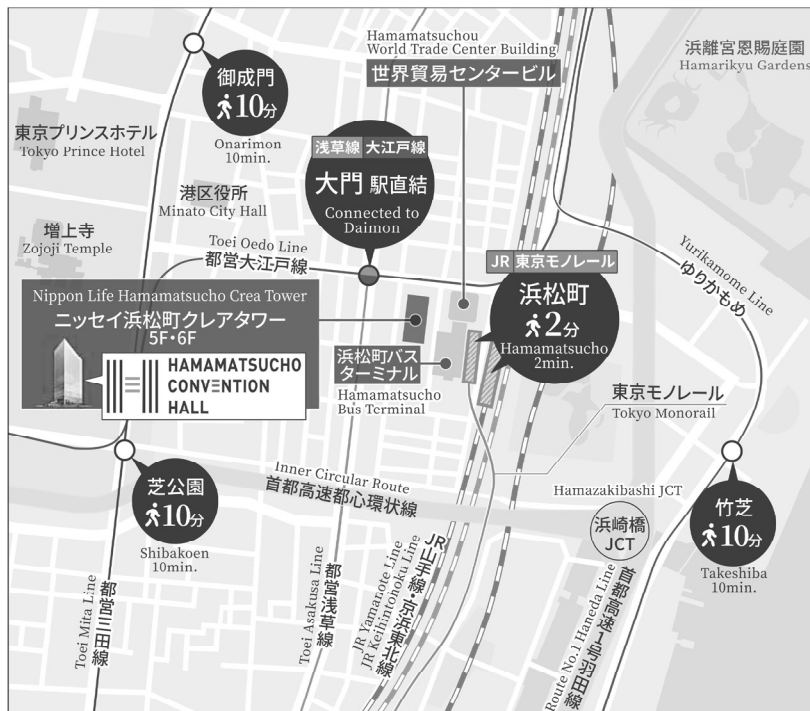 Hamamatsuchou
World Trade Center Building
世界貿易センタービル
浜離宮恩賜庭園
Hamarikyu Gardens
御成門
10分
Onarimon
10min.
東京プリンスホテル
Tokyo Prince Hotel
浅草線 大江戸線
大門 駅直結
Connected to
Daimon
港区役所
Minato City Hall
増上寺
Zojoji Temple
Toei Oedo Line
都営大江戸線
Yurikamome Line
ゆりかもめ
JR 東京モノレール
浜松町
2分
Hamamatsucho
2min.
Nippon Life Hamamatsucho Crea Tower
ニッセイ浜松町クレアタワー
5F・6F
HAMAMATSUCHO
CONVENTION
HALL
浜松町バス
ターミナル
Hamamatsucho
Bus Terminal
東京モノレール
Tokyo Monorail
Inner Circular Route
首都高速都心環状線
Hamazakibashi JCT
浜崎橋
JCT
芝公園
10分
Shibakoen
10min.
竹芝
10分
Takeshiba
10min.
Toei Mita Line
都営三田線
Toei Asakusa Line
都営浅草線
JR Yamanote Line
JR Keihintohoku Line
JR山手線・京浜東北線
Route No.1 Haneda Line
首都高速1号羽田線